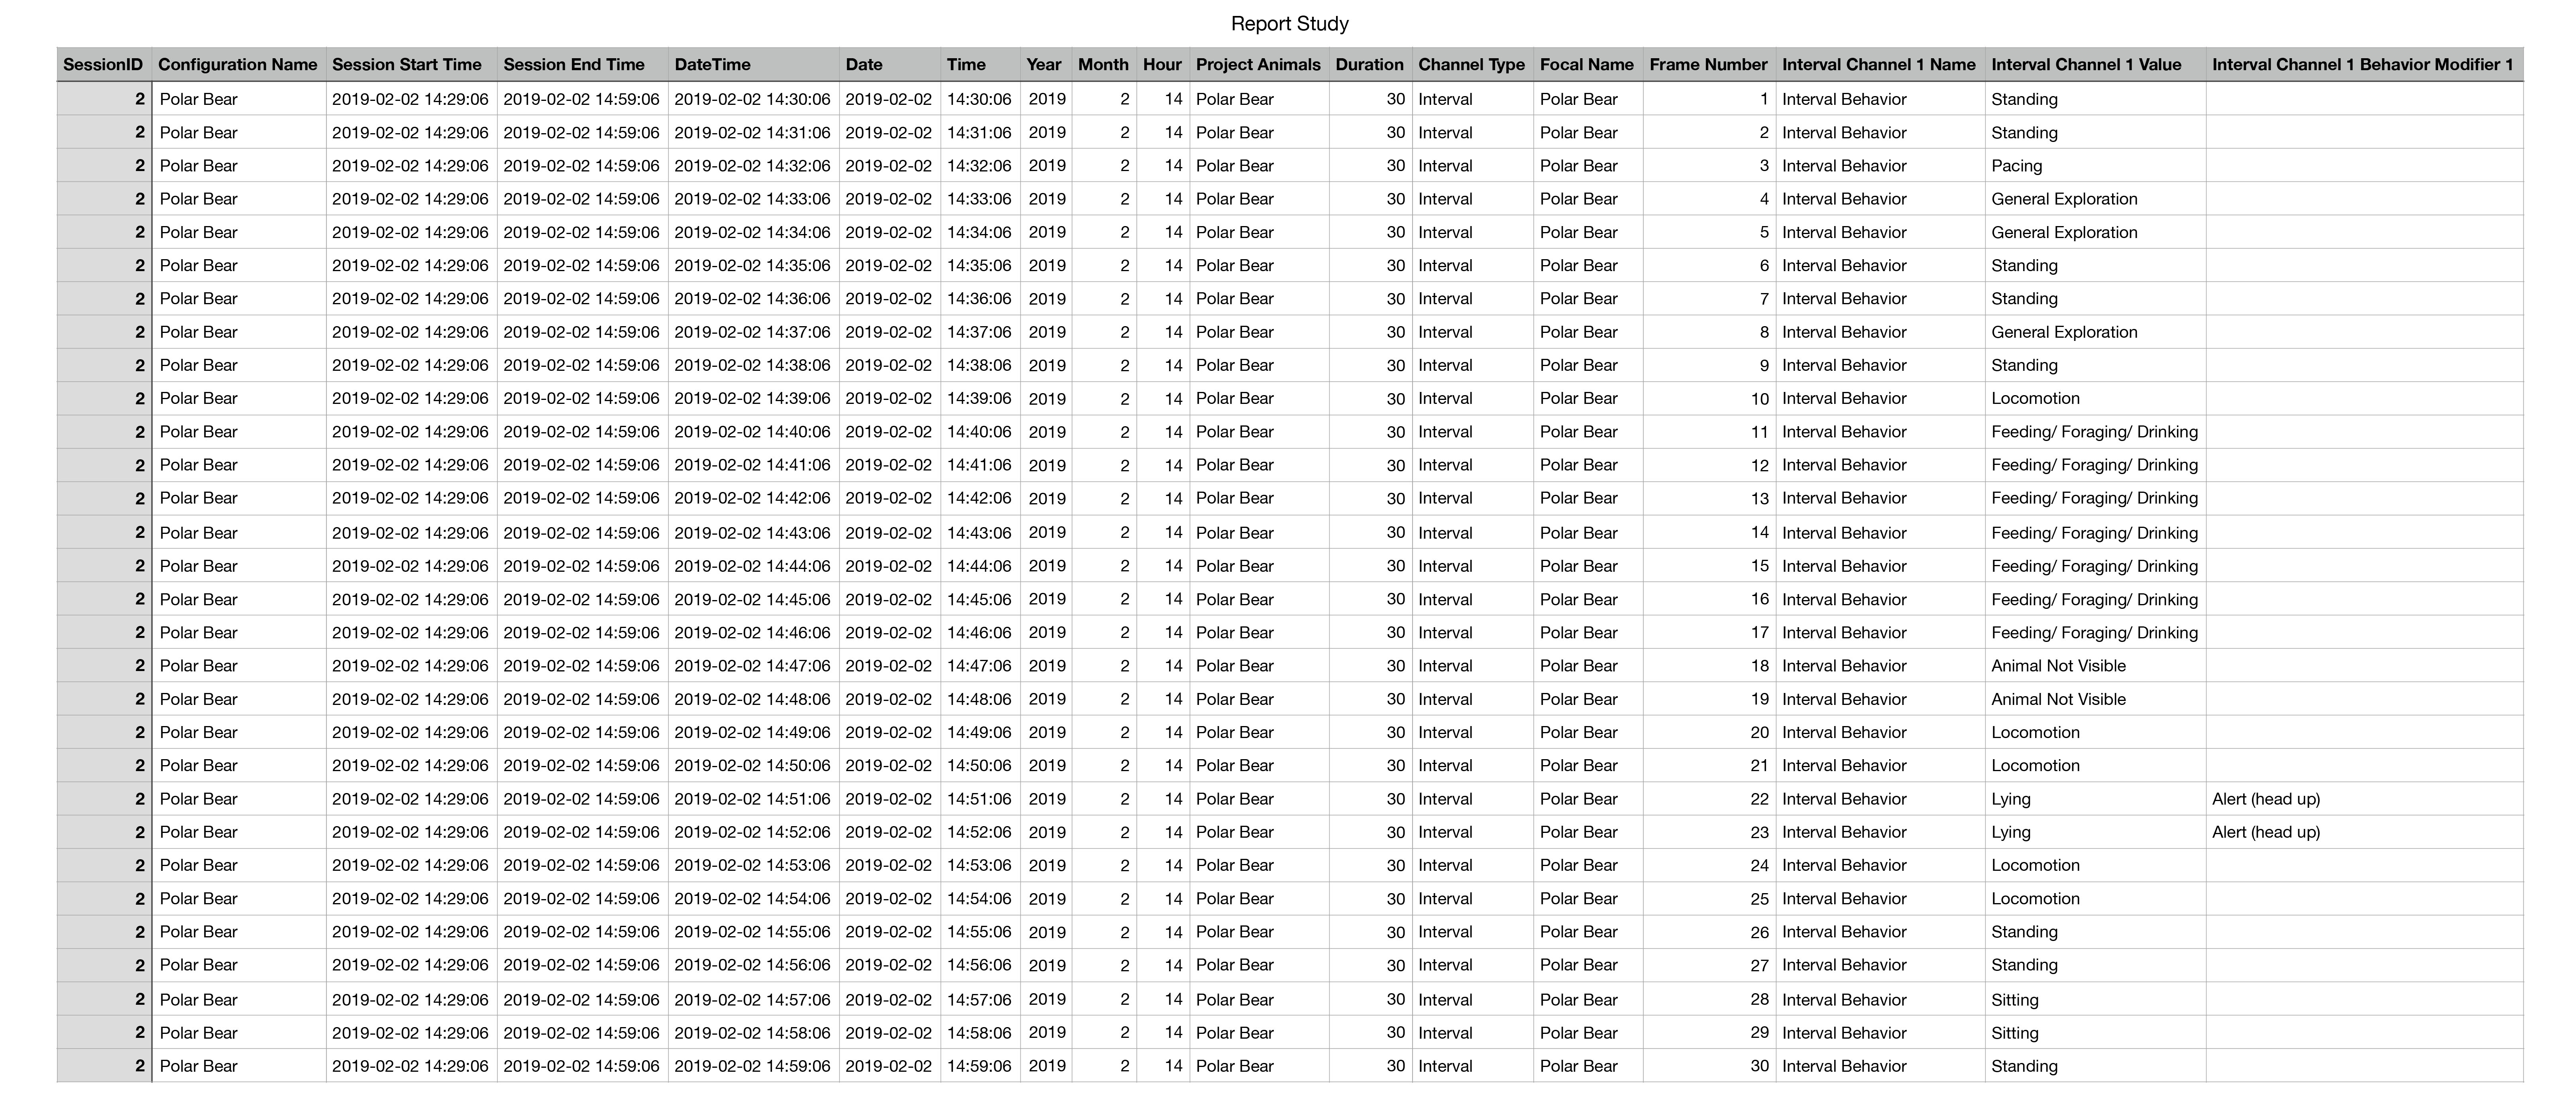 Report Study
SessionID Configuration Name Session Start Time Session End Time DateTime Date Time Year Month Hour Project Animals Duration Channel Type Focal Name Frame Number Interval Channel 1 Name Interval Channel 1 Value Interval Channel 1 Behavior Modifier 1
2 Polar Bear 2019-02-02 14:29:06 2019-02-02 14:59:06 2019-02-02 14:30:06 2019-02-02 14:30:06 2019 2 14 Polar Bear 30 Interval Polar Bear 1 Interval Behavior Standing
2 Polar Bear 2019-02-02 14:29:06 2019-02-02 14:59:06 2019-02-02 14:31:06 2019-02-02 14:31:06 2019 2 14 Polar Bear 30 Interval Polar Bear 2 Interval Behavior Standing
2 Polar Bear 2019-02-02 14:29:06 2019-02-02 14:59:06 2019-02-02 14:32:06 2019-02-02 14:32:06 2019 2 14 Polar Bear 30 Interval Polar Bear 3 Interval Behavior Pacing
2 Polar Bear 2019-02-02 14:29:06 2019-02-02 14:59:06 2019-02-02 14:33:06 2019-02-02 14:33:06 2019 2 14 Polar Bear 30 Interval Polar Bear 4 Interval Behavior General Exploration
2 Polar Bear 2019-02-02 14:29:06 2019-02-02 14:59:06 2019-02-02 14:34:06 2019-02-02 14:34:06 2019 2 14 Polar Bear 30 Interval Polar Bear 5 Interval Behavior General Exploration
2 Polar Bear 2019-02-02 14:29:06 2019-02-02 14:59:06 2019-02-02 14:35:06 2019-02-02 14:35:06 2019 2 14 Polar Bear 30 Interval Polar Bear 6 Interval Behavior Standing
2 Polar Bear 2019-02-02 14:29:06 2019-02-02 14:59:06 2019-02-02 14:36:06 2019-02-02 14:36:06 2019 2 14 Polar Bear 30 Interval Polar Bear 7 Interval Behavior Standing
2 Polar Bear 2019-02-02 14:29:06 2019-02-02 14:59:06 2019-02-02 14:37:06 2019-02-02 14:37:06 2019 2 14 Polar Bear 30 Interval Polar Bear 8 Interval Behavior General Exploration
2 Polar Bear 2019-02-02 14:29:06 2019-02-02 14:59:06 2019-02-02 14:38:06 2019-02-02 14:38:06 2019 2 14 Polar Bear 30 Interval Polar Bear 9 Interval Behavior Standing
2 Polar Bear 2019-02-02 14:29:06 2019-02-02 14:59:06 2019-02-02 14:39:06 2019-02-02 14:39:06 2019 2 14 Polar Bear 30 Interval Polar Bear 10 Interval Behavior Locomotion
2 Polar Bear 2019-02-02 14:29:06 2019-02-02 14:59:06 2019-02-02 14:40:06 2019-02-02 14:40:06 2019 2 14 Polar Bear 30 Interval Polar Bear 11 Interval Behavior Feeding/ Foraging/ Drinking
2 Polar Bear 2019-02-02 14:29:06 2019-02-02 14:59:06 2019-02-02 14:41:06 2019-02-02 14:41:06 2019 2 14 Polar Bear 30 Interval Polar Bear 12 Interval Behavior Feeding/ Foraging/ Drinking
2 Polar Bear 2019-02-02 14:29:06 2019-02-02 14:59:06 2019-02-02 14:42:06 2019-02-02 14:42:06 2019 2 14 Polar Bear 30 Interval Polar Bear 13 Interval Behavior Feeding/ Foraging/ Drinking
2 Polar Bear 2019-02-02 14:29:06 2019-02-02 14:59:06 2019-02-02 14:43:06 2019-02-02 14:43:06 2019 2 14 Polar Bear 30 Interval Polar Bear 14 Interval Behavior Feeding/ Foraging/ Drinking
2 Polar Bear 2019-02-02 14:29:06 2019-02-02 14:59:06 2019-02-02 14:44:06 2019-02-02 14:44:06 2019 2 14 Polar Bear 30 Interval Polar Bear 15 Interval Behavior Feeding/ Foraging/ Drinking
2 Polar Bear 2019-02-02 14:29:06 2019-02-02 14:59:06 2019-02-02 14:45:06 2019-02-02 14:45:06 2019 2 14 Polar Bear 30 Interval Polar Bear 16 Interval Behavior Feeding/ Foraging/ Drinking
2 Polar Bear 2019-02-02 14:29:06 2019-02-02 14:59:06 2019-02-02 14:46:06 2019-02-02 14:46:06 2019 2 14 Polar Bear 30 Interval Polar Bear 17 Interval Behavior Feeding/ Foraging/ Drinking
2 Polar Bear 2019-02-02 14:29:06 2019-02-02 14:59:06 2019-02-02 14:47:06 2019-02-02 14:47:06 2019 2 14 Polar Bear 30 Interval Polar Bear 18 Interval Behavior Animal Not Visible
2 Polar Bear 2019-02-02 14:29:06 2019-02-02 14:59:06 2019-02-02 14:48:06 2019-02-02 14:48:06 2019 2 14 Polar Bear 30 Interval Polar Bear 19 Interval Behavior Animal Not Visible
2 Polar Bear 2019-02-02 14:29:06 2019-02-02 14:59:06 2019-02-02 14:49:06 2019-02-02 14:49:06 2019 2 14 Polar Bear 30 Interval Polar Bear 20 Interval Behavior Locomotion
2 Polar Bear 2019-02-02 14:29:06 2019-02-02 14:59:06 2019-02-02 14:50:06 2019-02-02 14:50:06 2019 2 14 Polar Bear 30 Interval Polar Bear 21 Interval Behavior Locomotion
2 Polar Bear 2019-02-02 14:29:06 2019-02-02 14:59:06 2019-02-02 14:51:06 2019-02-02 14:51:06 2019 2 14 Polar Bear 30 Interval Polar Bear 22 Interval Behavior Lying Alert (head up)
2 Polar Bear 2019-02-02 14:29:06 2019-02-02 14:59:06 2019-02-02 14:52:06 2019-02-02 14:52:06 2019 2 14 Polar Bear 30 Interval Polar Bear 23 Interval Behavior Lying Alert (head up)
2 Polar Bear 2019-02-02 14:29:06 2019-02-02 14:59:06 2019-02-02 14:53:06 2019-02-02 14:53:06 2019 2 14 Polar Bear 30 Interval Polar Bear 24 Interval Behavior Locomotion
2 Polar Bear 2019-02-02 14:29:06 2019-02-02 14:59:06 2019-02-02 14:54:06 2019-02-02 14:54:06 2019 2 14 Polar Bear 30 Interval Polar Bear 25 Interval Behavior Locomotion
2 Polar Bear 2019-02-02 14:29:06 2019-02-02 14:59:06 2019-02-02 14:55:06 2019-02-02 14:55:06 2019 2 14 Polar Bear 30 Interval Polar Bear 26 Interval Behavior Standing
2 Polar Bear 2019-02-02 14:29:06 2019-02-02 14:59:06 2019-02-02 14:56:06 2019-02-02 14:56:06 2019 2 14 Polar Bear 30 Interval Polar Bear 27 Interval Behavior Standing
2 Polar Bear 2019-02-02 14:29:06 2019-02-02 14:59:06 2019-02-02 14:57:06 2019-02-02 14:57:06 2019 2 14 Polar Bear 30 Interval Polar Bear 28 Interval Behavior Sitting
2 Polar Bear 2019-02-02 14:29:06 2019-02-02 14:59:06 2019-02-02 14:58:06 2019-02-02 14:58:06 2019 2 14 Polar Bear 30 Interval Polar Bear 29 Interval Behavior Sitting
2 Polar Bear 2019-02-02 14:29:06 2019-02-02 14:59:06 2019-02-02 14:59:06 2019-02-02 14:59:06 2019 2 14 Polar Bear 30 Interval Polar Bear 30 Interval Behavior Standing